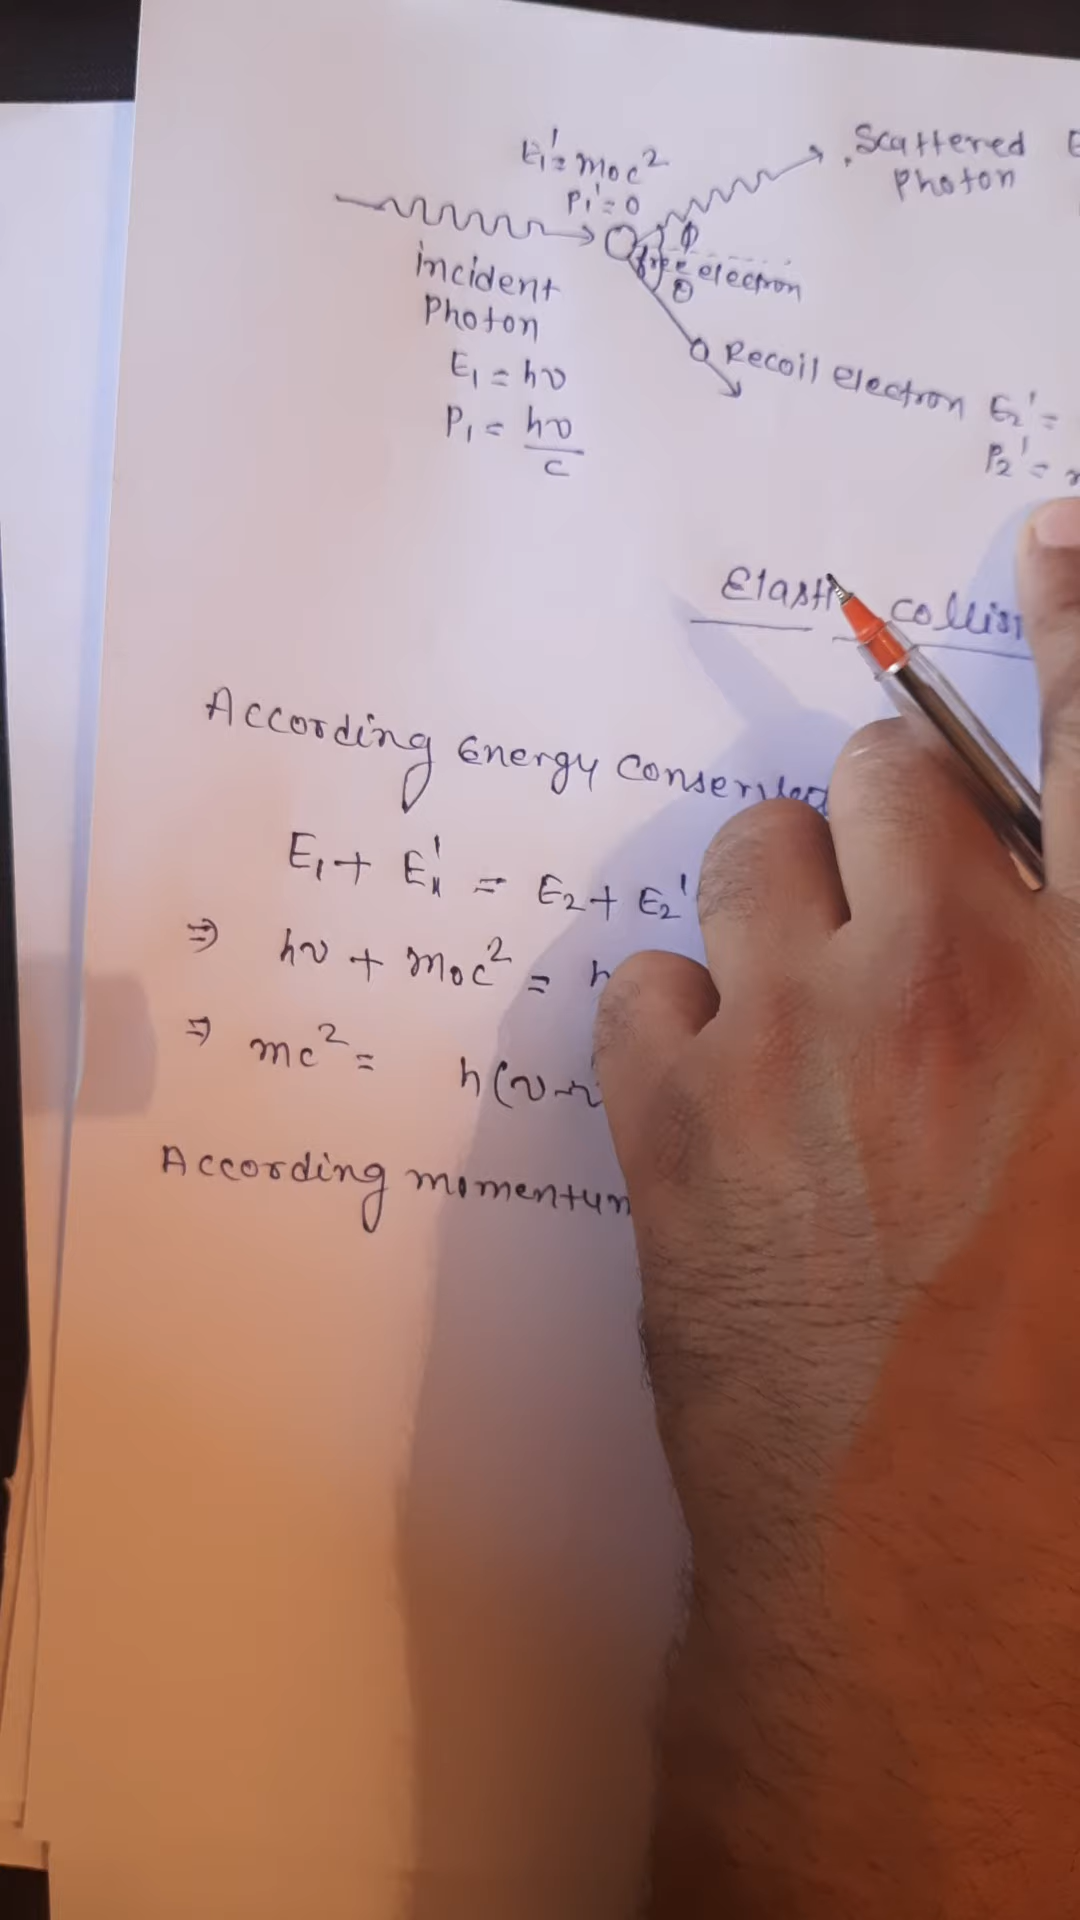 E₁' = m₀c²
P₁' = 0
Scattered
Photon
ϕ
free electron
θ
incident
Photon
E₁ = hν
P₁ = hν/c
Recoil electron E₂' =
P₂' =
Elasti collisi
According Energy conserved
E₁ + E₁' = E₂ + E₂'
⇒ hν + m₀c² = h
⇒ mc² = h(ν-ν
According momentum